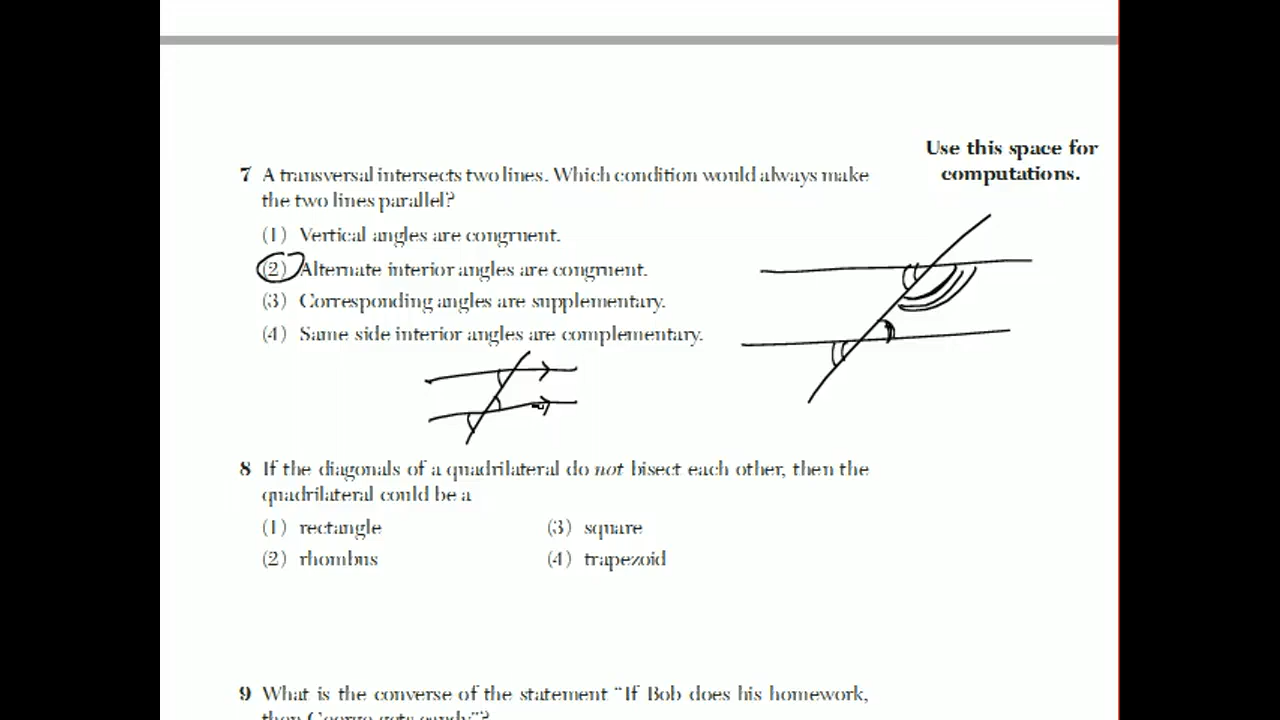 Use this space for
computations.
7 A transversal intersects two lines. Which condition would always make
the two lines parallel?
(1) Vertical angles are congruent.
(2) Alternate interior angles are congruent.
(3) Corresponding angles are supplementary.
(4) Same side interior angles are complementary.
8 If the diagonals of a quadrilateral do not bisect each other, then the
quadrilateral could be a
(1) rectangle (3) square
(2) rhombus (4) trapezoid
9 What is the converse of the statement "If Bob does his homework,
then George gets candy"?